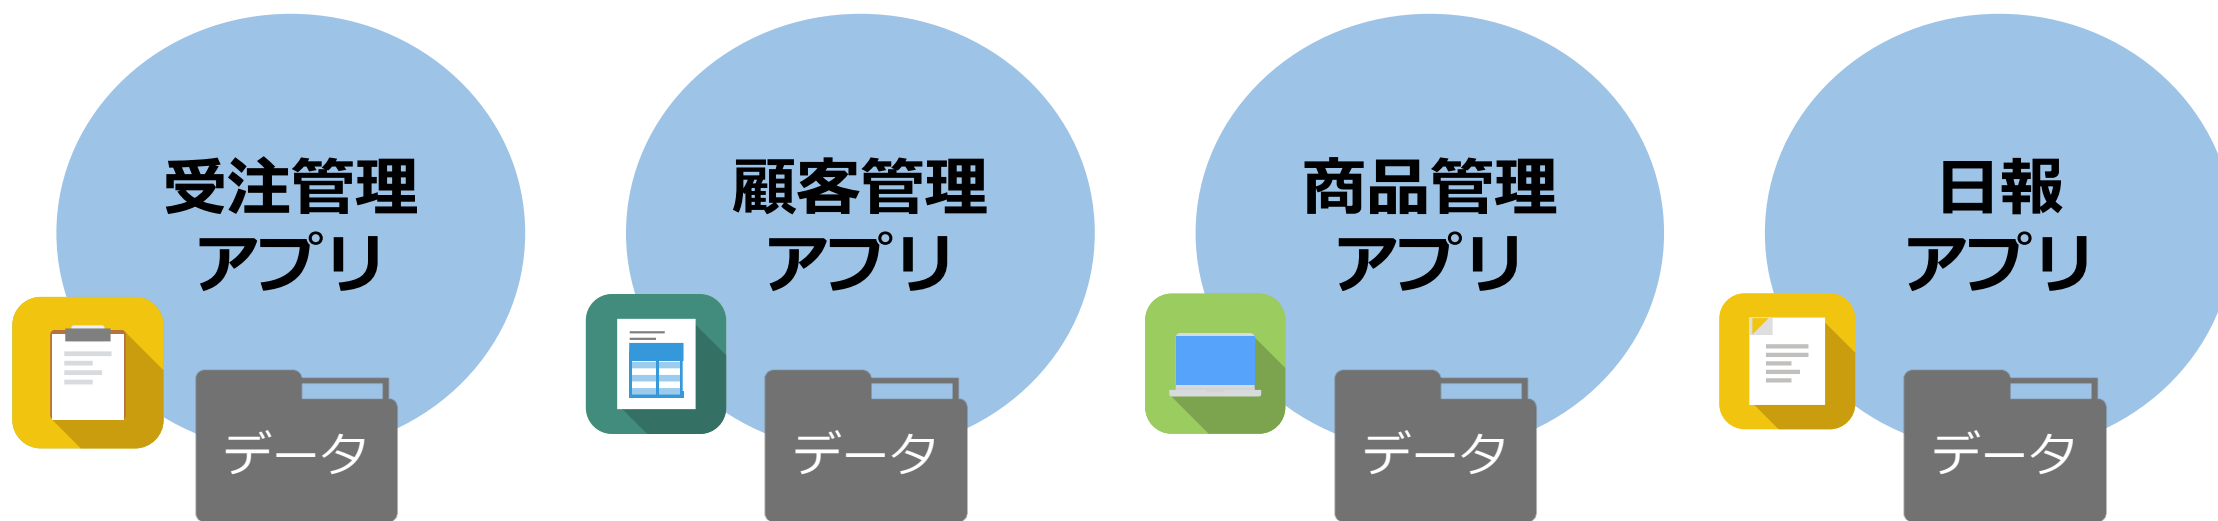 受注管理
アプリ
データ
顧客管理
アプリ
データ
商品管理
アプリ
データ
日報
アプリ
データ